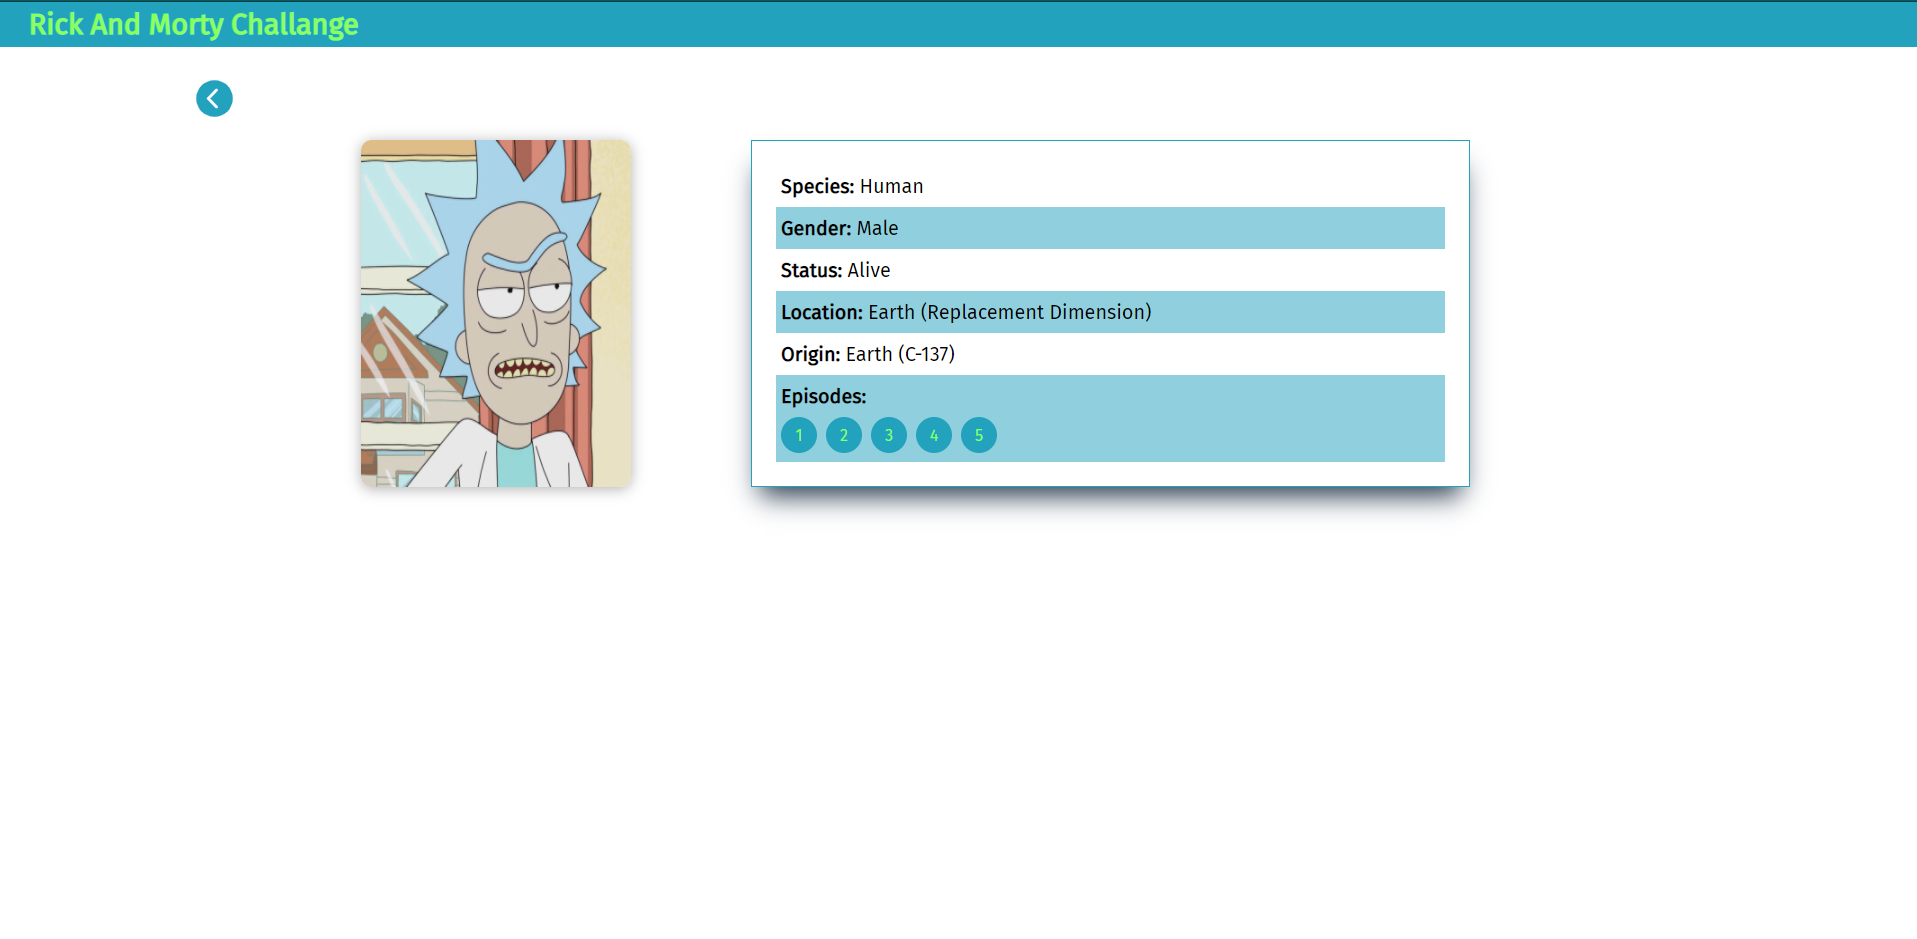 Rick And Morty Challange
Species: Human
Gender: Male
Status: Alive
Location: Earth (Replacement Dimension)
Origin: Earth (C-137)
Episodes:
1 2 3 4 5